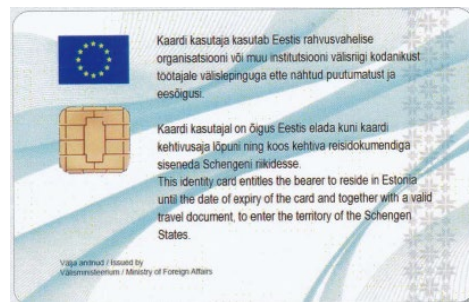 Kaardi kasutaja kasutab Eestis rahvusvahelise
organisatsiooni või muu institutsiooni välisriigi kodanikust
töötajale välislepinguga ette nähtud puutumatust ja
eesõigusi.
Kaardi kasutajal on õigus Eestis elada kuni kaardi
kehtivusaja lõpuni ning koos kehtiva reisidokumendiga
siseneda Schengeni riikidesse.
This identity card entitles the bearer to reside in Estonia
until the date of expiry of the card and together with a valid
travel document, to enter the territory of the Schengen
States.
Välja andnud / Issued by
Välisministeerium / Ministry of Foreign Affairs